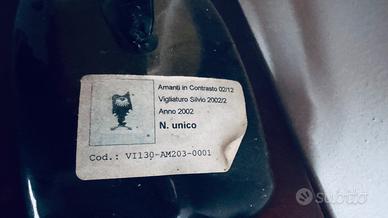 Amanti in Contrasto 02/12
Vigliaturo Silvio 2002/2
Anno 2002
N. unico
Cod.: VI130-AM203-0001
subito